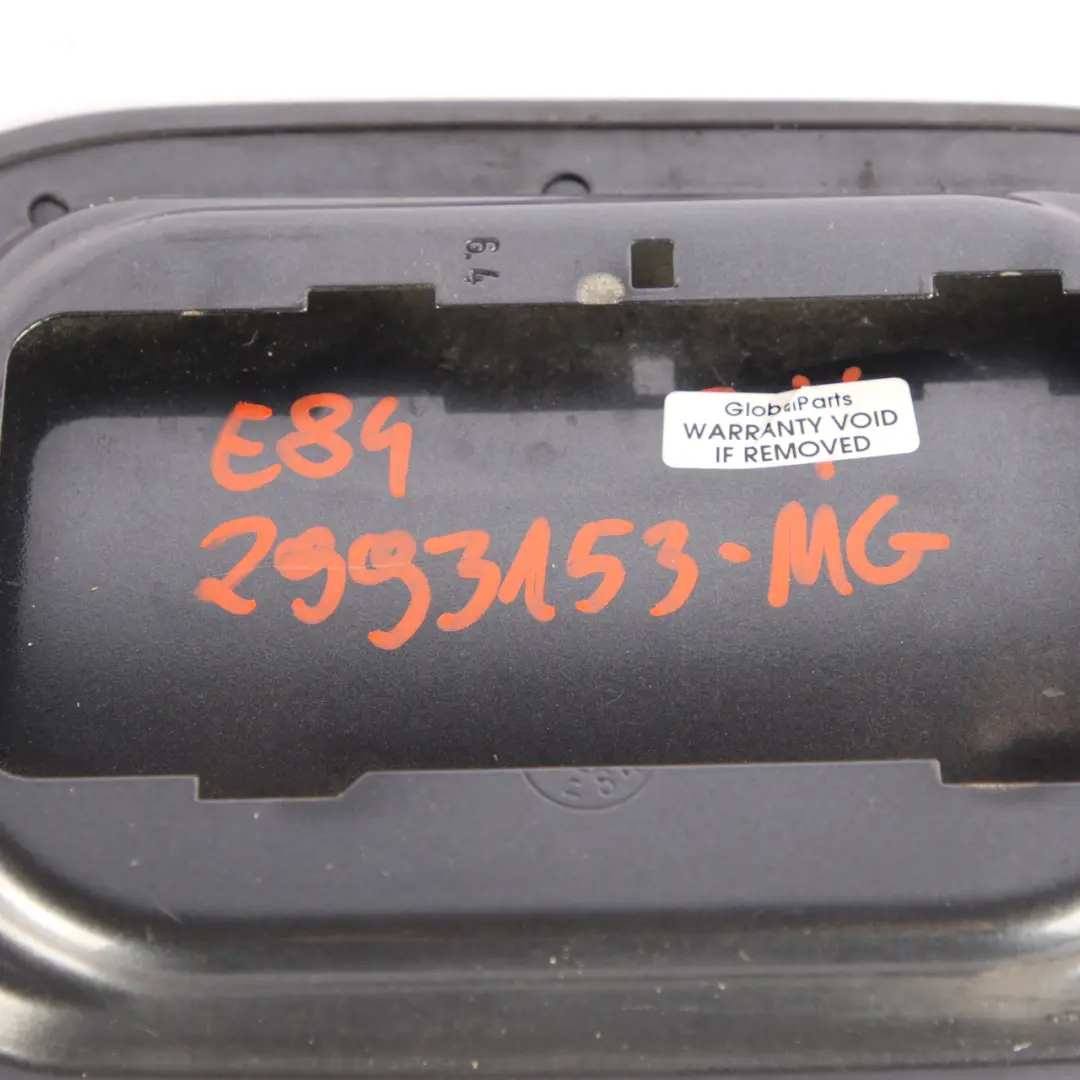 6.4
E84
GlobalParts
WARRANTY VOID
IF REMOVED
2993153-MG